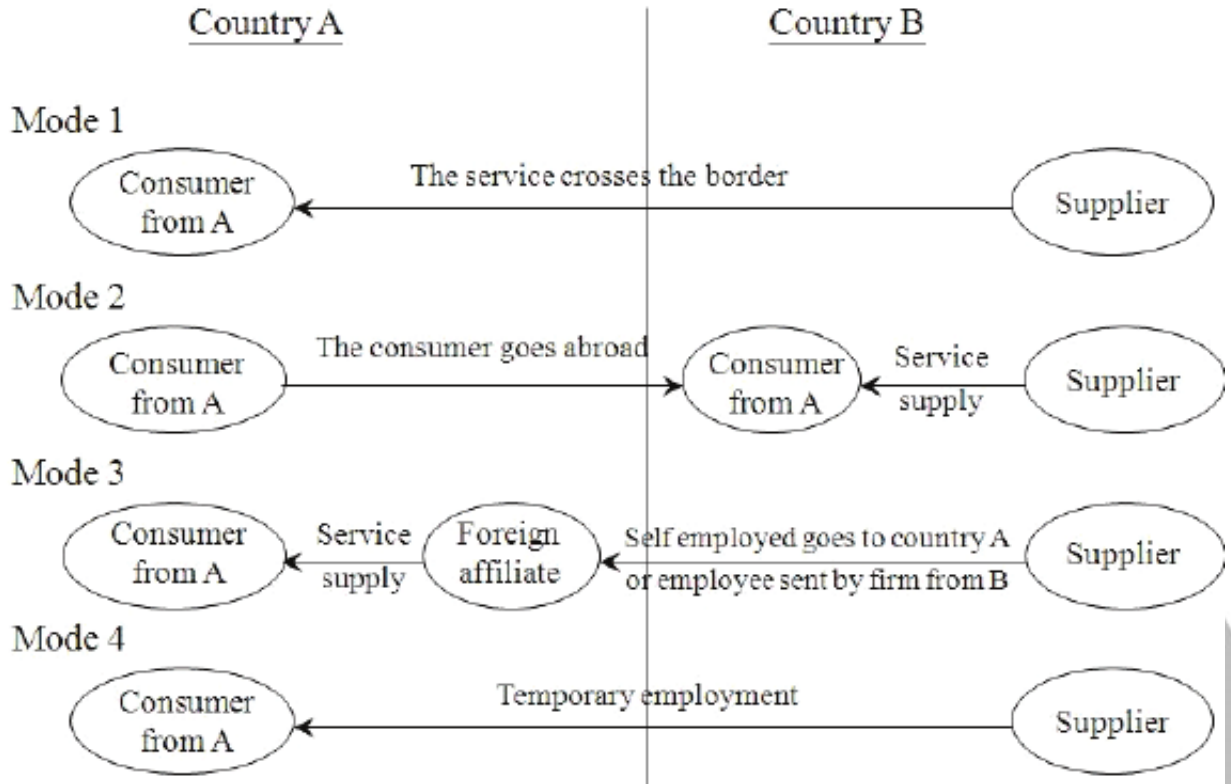 Country A
Country B
Mode 1
Consumer
from A
The service crosses the border
Supplier
Mode 2
Consumer
from A
The consumer goes abroad
Consumer
from A
Service
supply
Supplier
Mode 3
Consumer
from A
Service
supply
Foreign
affiliate
Self employed goes to country A
or employee sent by firm from B
Supplier
Mode 4
Consumer
from A
Temporary employment
Supplier